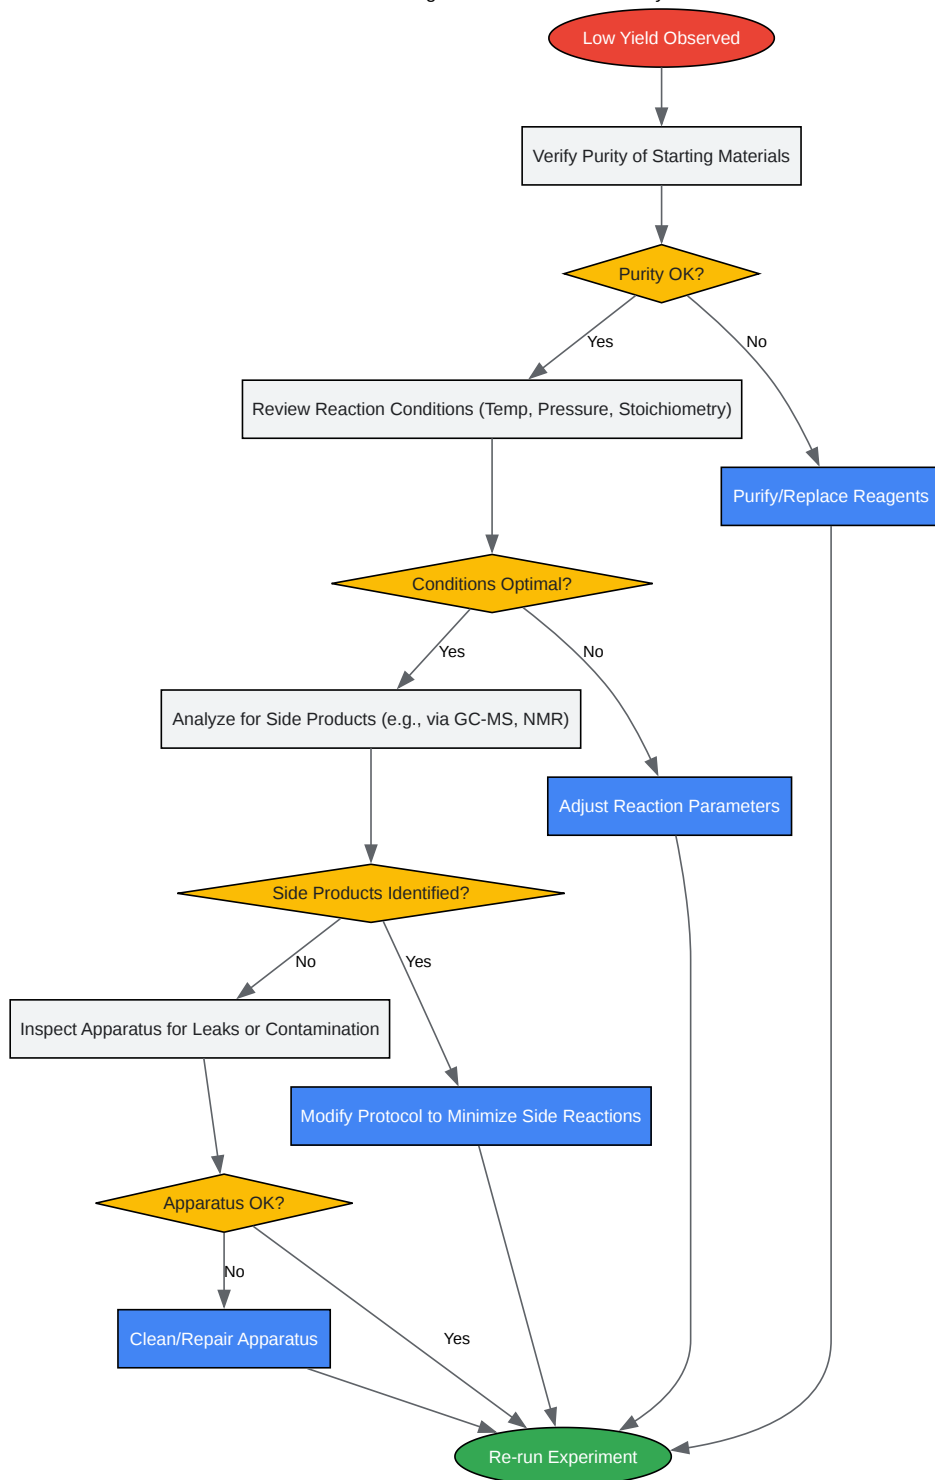 Low Yield Observed
Verify Purity of Starting Materials
Purity OK?
Yes
No
Review Reaction Conditions (Temp, Pressure, Stoichiometry)
Purify/Replace Reagents
Conditions Optimal?
Yes
No
Analyze for Side Products (e.g., via GC-MS, NMR)
Adjust Reaction Parameters
Side Products Identified?
No
Yes
Inspect Apparatus for Leaks or Contamination
Modify Protocol to Minimize Side Reactions
Apparatus OK?
No
Yes
Clean/Repair Apparatus
Re-run Experiment